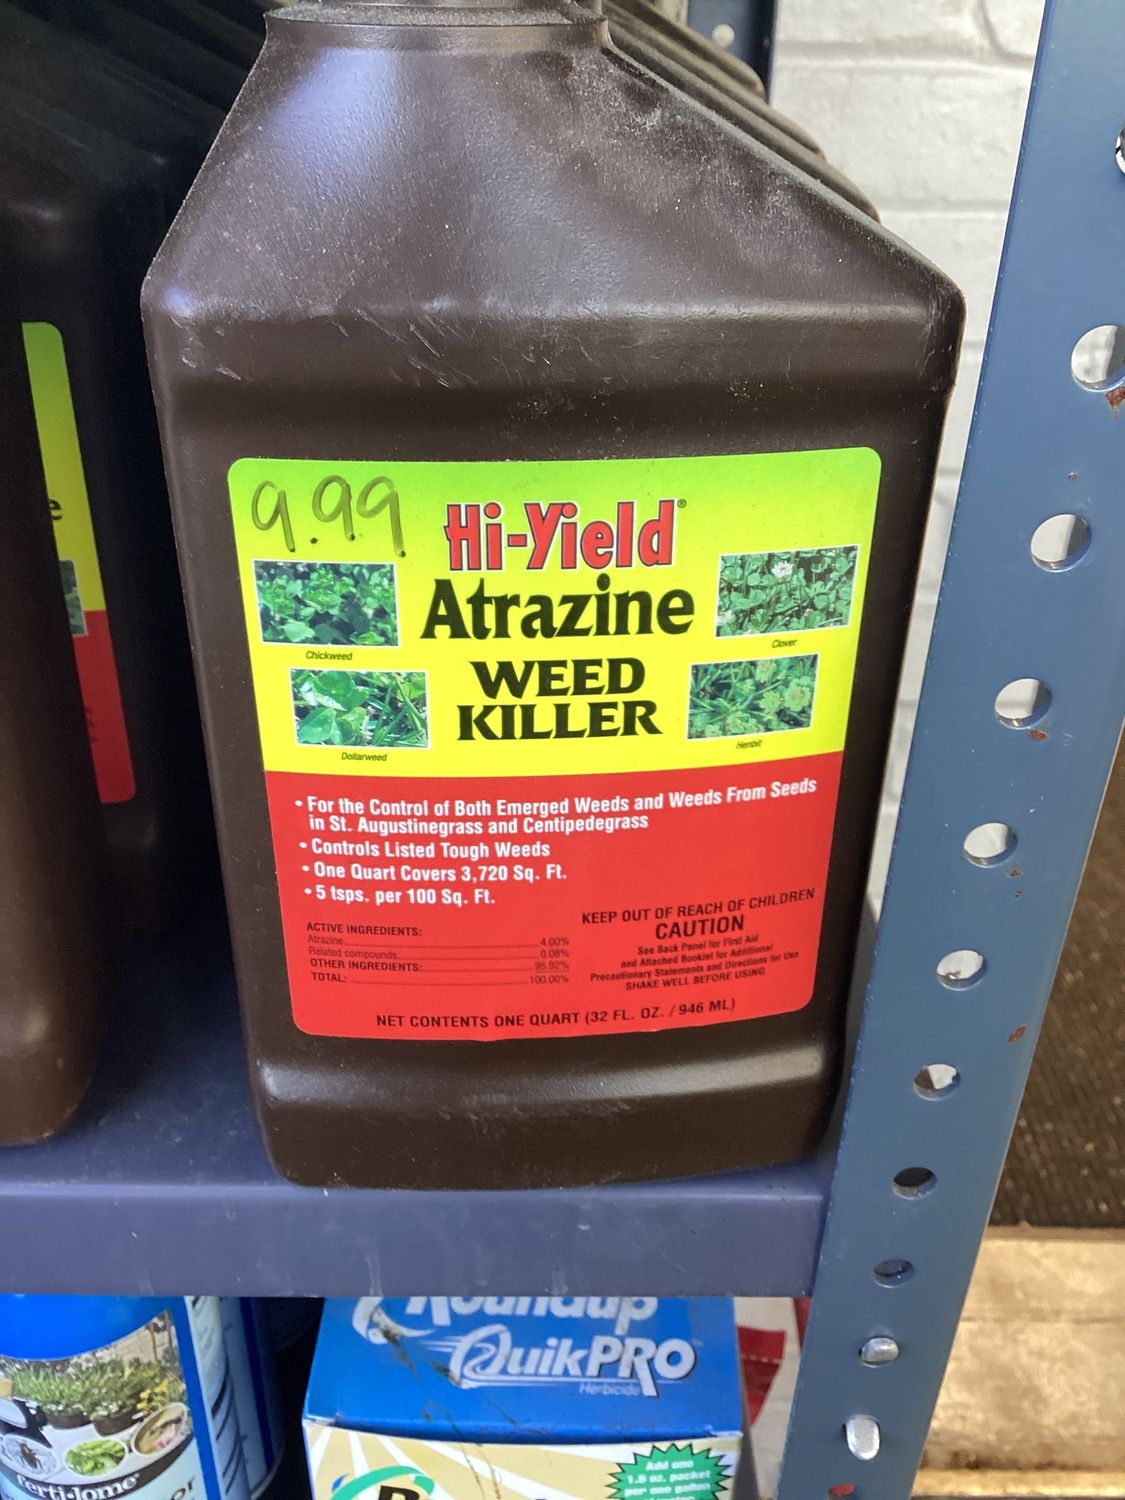 9.99
Hi-Yield®
Atrazine
WEED
KILLER
Chickweed
Clover
Dollarweed
Henbit
• For the Control of Both Emerged Weeds and Weeds From Seeds
in St. Augustinegrass and Centipedegrass
• Controls Listed Tough Weeds
• One Quart Covers 3,720 Sq. Ft.
• 5 tsps. per 100 Sq. Ft.
ACTIVE INGREDIENTS:
Atrazine 4.00%
Related compounds 0.08%
OTHER INGREDIENTS: 95.92%
TOTAL: 100.00%
KEEP OUT OF REACH OF CHILDREN
CAUTION
See Back Panel for First Aid
and Attached Booklet for Additional
Precautionary Statements and Directions for Use
SHAKE WELL BEFORE USING
NET CONTENTS ONE QUART (32 FL. OZ. / 946 ML)
e
Roundup
QuikPRO™
Herbicide
Add one
1.5 oz. packet
per one gallon
ferti·lome®
or